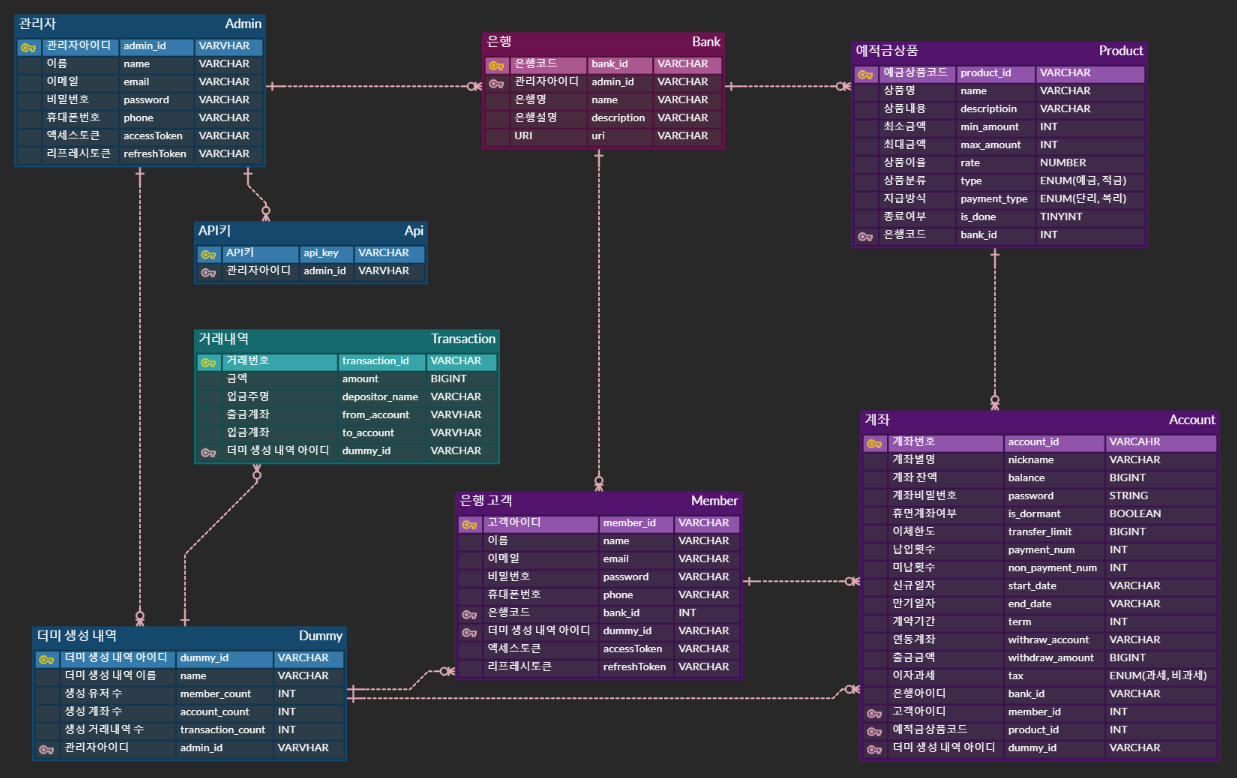 관리자 Admin
관리자아이디 admin_id VARVHAR
이름 name VARCHAR
이메일 email VARCHAR
비밀번호 password VARCHAR
휴대폰번호 phone VARCHAR
액세스토큰 accessToken VARCHAR
리프레시토큰 refreshToken VARCHAR
은행 Bank
은행코드 bank_id VARCHAR
관리자아이디 admin_id VARCHAR
은행명 name VARCHAR
은행설명 description VARCHAR
URI uri VARCHAR
예적금상품 Product
예금상품코드 product_id VARCHAR
상품명 name VARCHAR
상품내용 descriptioin VARCHAR
최소금액 min_amount INT
최대금액 max_amount INT
상품이율 rate NUMBER
상품분류 type ENUM(예금, 적금)
지급방식 payment_type ENUM(단리, 복리)
종료여부 is_done TINYINT
은행코드 bank_id INT
API키 Api
API키 api_key VARCHAR
관리자아이디 admin_id VARVHAR
거래내역 Transaction
거래번호 transaction_id VARCHAR
금액 amount BIGINT
입금주명 depositor_name VARCHAR
출금계좌 from_.account VARVHAR
입금계좌 to_account VARVHAR
더미 생성 내역 아이디 dummy_id VARCHAR
계좌 Account
계좌번호 account_id VARCAHR
계좌별명 nickname VARCHAR
계좌 잔액 balance BIGINT
계좌비밀번호 password STRING
휴면계좌여부 is_dormant BOOLEAN
이체한도 transfer_limit BIGINT
납입횟수 payment_num INT
미납횟수 non_payment_num INT
신규일자 start_date VARCHAR
만기일자 end_date VARCHAR
계약기간 term INT
연동계좌 withraw_account VARCHAR
출금금액 withdraw_amount BIGINT
이자과세 tax ENUM(과세, 비과세)
은행아이디 bank_id VARCHAR
고객아이디 member_id INT
예적금상품코드 product_id INT
더미 생성 내역 아이디 dummy_id VARCHAR
은행 고객 Member
고객아이디 member_id VARCHAR
이름 name VARCHAR
이메일 email VARCHAR
비밀번호 password VARCHAR
휴대폰번호 phone VARCHAR
은행코드 bank_id INT
더미 생성 내역 아이디 dummy_id VARCHAR
액세스토큰 accessToken VARCHAR
리프레시토큰 refreshToken VARCHAR
더미 생성 내역 Dummy
더미 생성 내역 아이디 dummy_id VARCHAR
더미 생성 내역 이름 name VARCHAR
생성 유저 수 member_count INT
생성 계좌 수 account_count INT
생성 거래내역 수 transaction_count INT
관리자아이디 admin_id VARVHAR